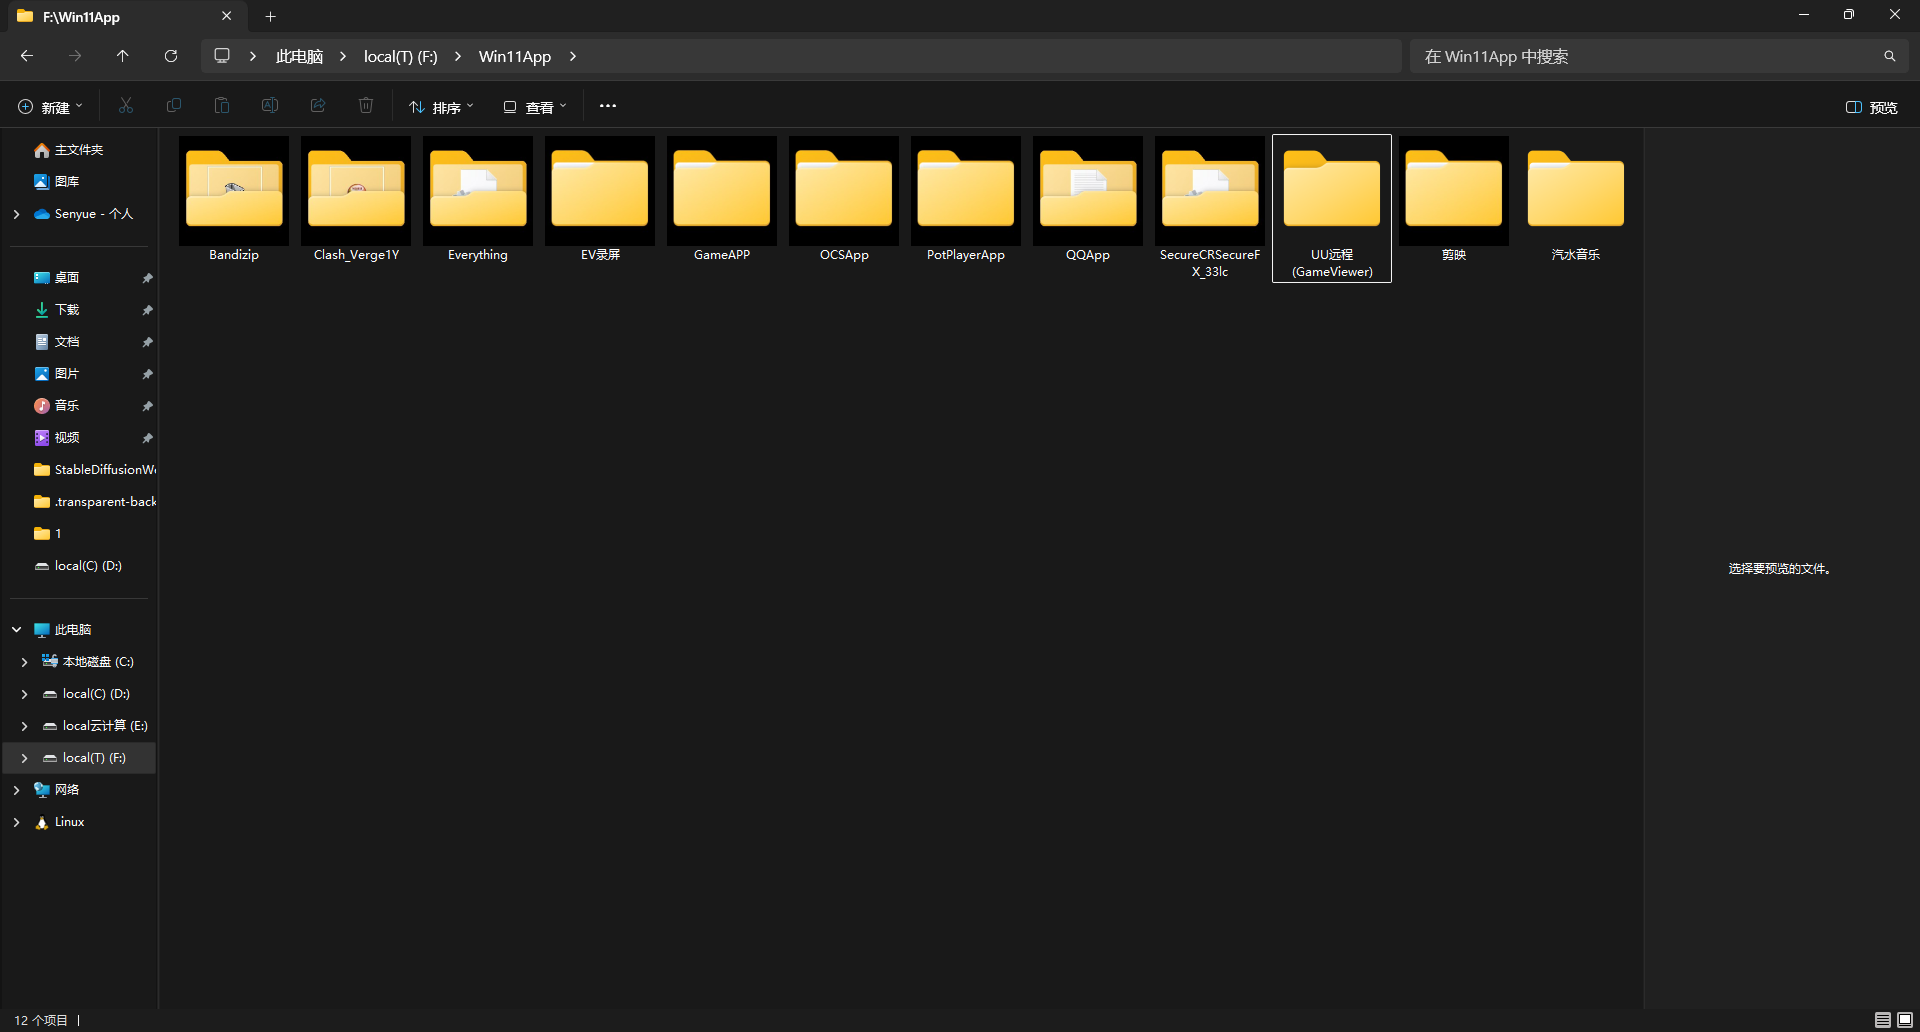 F:\Win11App
此电脑
local(T) (F:)
Win11App
在 Win11App 中搜索
新建
排序
查看
预览
主文件夹
图库
Senyue - 个人
桌面
下载
文档
图片
音乐
视频
StableDiffusionWe
.transparent-back
1
local(C) (D:)
此电脑
本地磁盘 (C:)
local(C) (D:)
local云计算 (E:)
local(T) (F:)
网络
Linux
Bandizip
Clash_Verge1Y
Everything
EV录屏
GameAPP
OCSApp
PotPlayerApp
QQApp
SecureCRSecureF
X_33lc
UU远程
(GameViewer)
剪映
汽水音乐
选择要预览的文件。
12 个项目